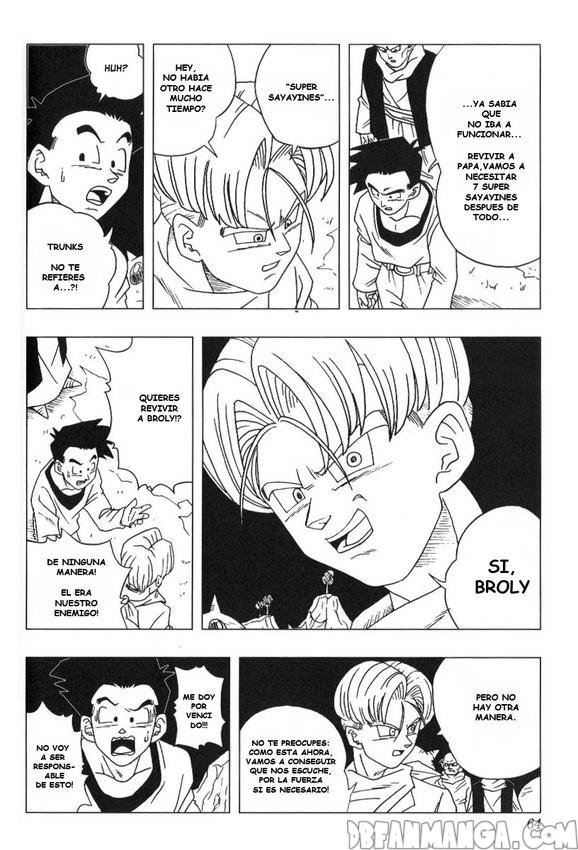 ...YA SABIA
QUE
NO IBA A
FUNCIONAR...
REVIVIR A
PAPA,VAMOS A
NECESITAR
7 SUPER
SAYAYINES
DESPUES DE
TODO...
"SUPER
SAYAYINES"...
HEY,
NO HABIA
OTRO HACE
MUCHO
TIEMPO?
HUH?
TRUNKS
NO TE
REFIERES
A...?!
SI,
BROLY
QUIERES
REVIVIR
A BROLY!?
DE NINGUNA
MANERA!
EL ERA
NUESTRO
ENEMIGO!
PERO NO
HAY OTRA
MANERA.
NO TE PREOCUPES:
COMO ESTA AHORA,
VAMOS A CONSEGUIR
QUE NOS ESCUCHE,
POR LA FUERZA
SI ES NECESARIO!
ME DOY
POR
VENCI
DO!!!
NO VOY
A SER
RESPONS-
ABLE
DE ESTO!
64
DBFANMANGA.COM